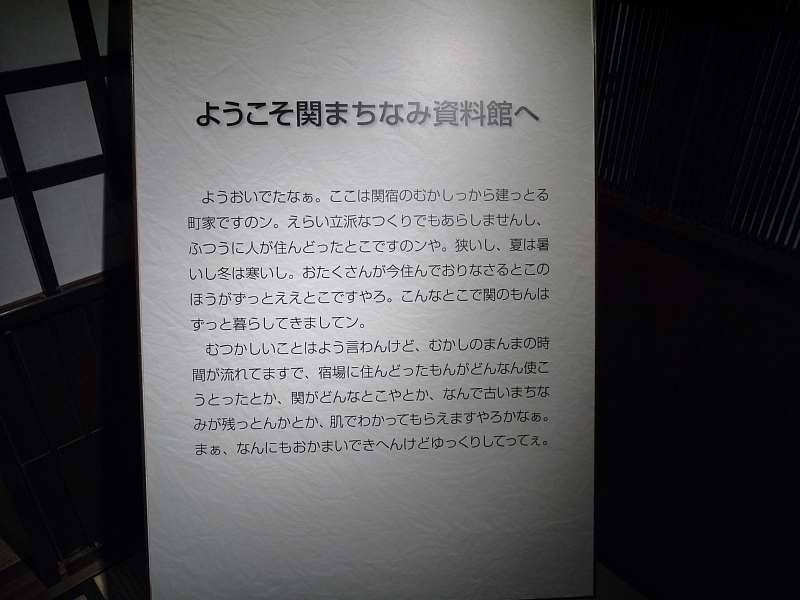 ようこそ関まちなみ資料館へ
ようおいでたなぁ。ここは関宿のむかしっから建っとる
町家ですのン。えらい立派なつくりでもあらしませんし、
ふつうに人が住んどったとこですのンや。狭いし、夏は暑
いし冬は寒いし。おたくさんが今住んでおりなさるとこの
ほうがずっとええとこですやろ。こんなとこで関のもんは
ずっと暮らしてきましてン。
むつかしいことはよう言わんけど、むかしのまんまの時
間が流れてますで、宿場に住んどったもんがどんなん使こ
うとったとか、関がどんなとこやとか、なんで古いまちな
みが残っとんかとか、肌でわかってもらえますやろかなぁ。
まぁ、なんにもおかまいできへんけどゆっくりしてってぇ。